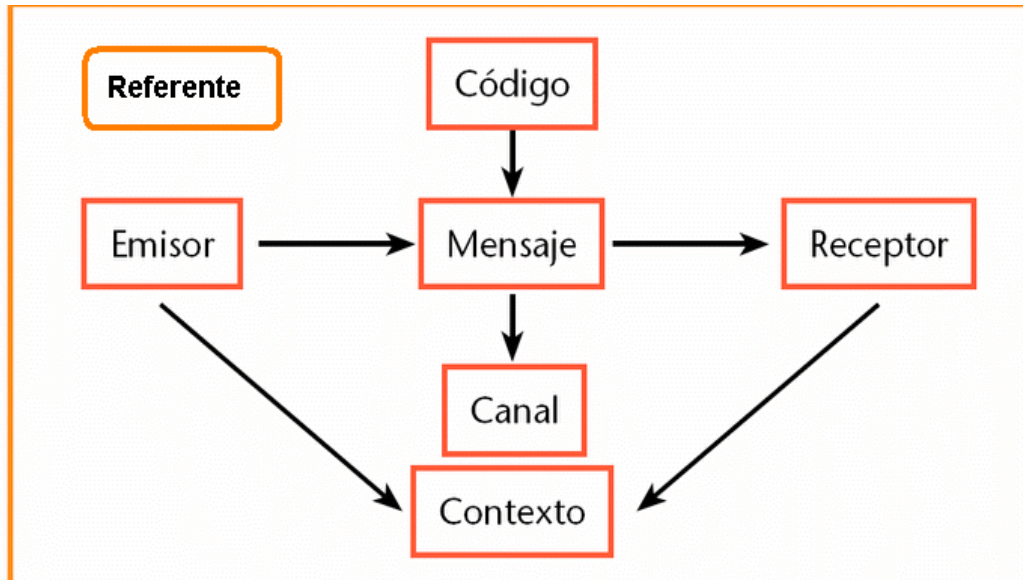 Referente
Código
Emisor
Mensaje
Receptor
Canal
Contexto